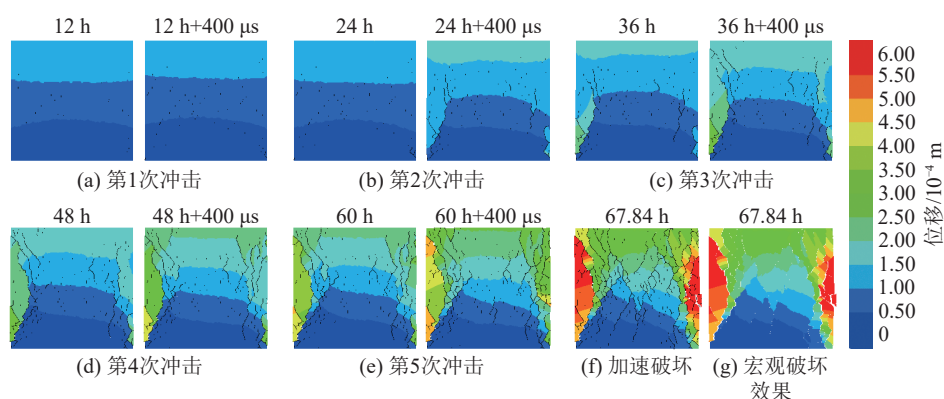 12 h 12 h+400 μs 24 h 24 h+400 μs 36 h 36 h+400 μs
(a) 第1次冲击 (b) 第2次冲击 (c) 第3次冲击
48 h 48 h+400 μs 60 h 60 h+400 μs 67.84 h 67.84 h
(d) 第4次冲击 (e) 第5次冲击 (f) 加速破坏 (g) 宏观破坏
效果
6.00
5.50
5.00
4.50
4.00
3.50
3.00
2.50
2.00
1.50
1.00
0.50
0
位移/10⁻⁴ m